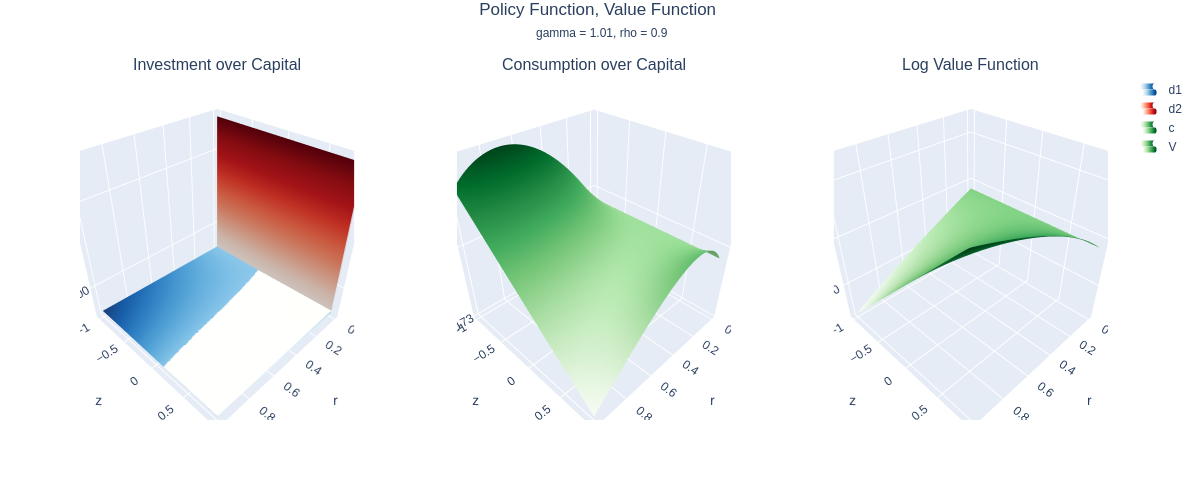 Policy Function, Value Function
gamma = 1.01, rho = 0.9
Investment over Capital
Consumption over Capital
Log Value Function
d1
d2
c
V
−0.5
0
0.5
z
0.2
0.4
0.6
0.8
r
−0.5
0
0.5
z
0.2
0.4
0.6
0.8
r
−1
−0.5
0
0.5
z
0
0.2
0.4
0.6
0.8
r